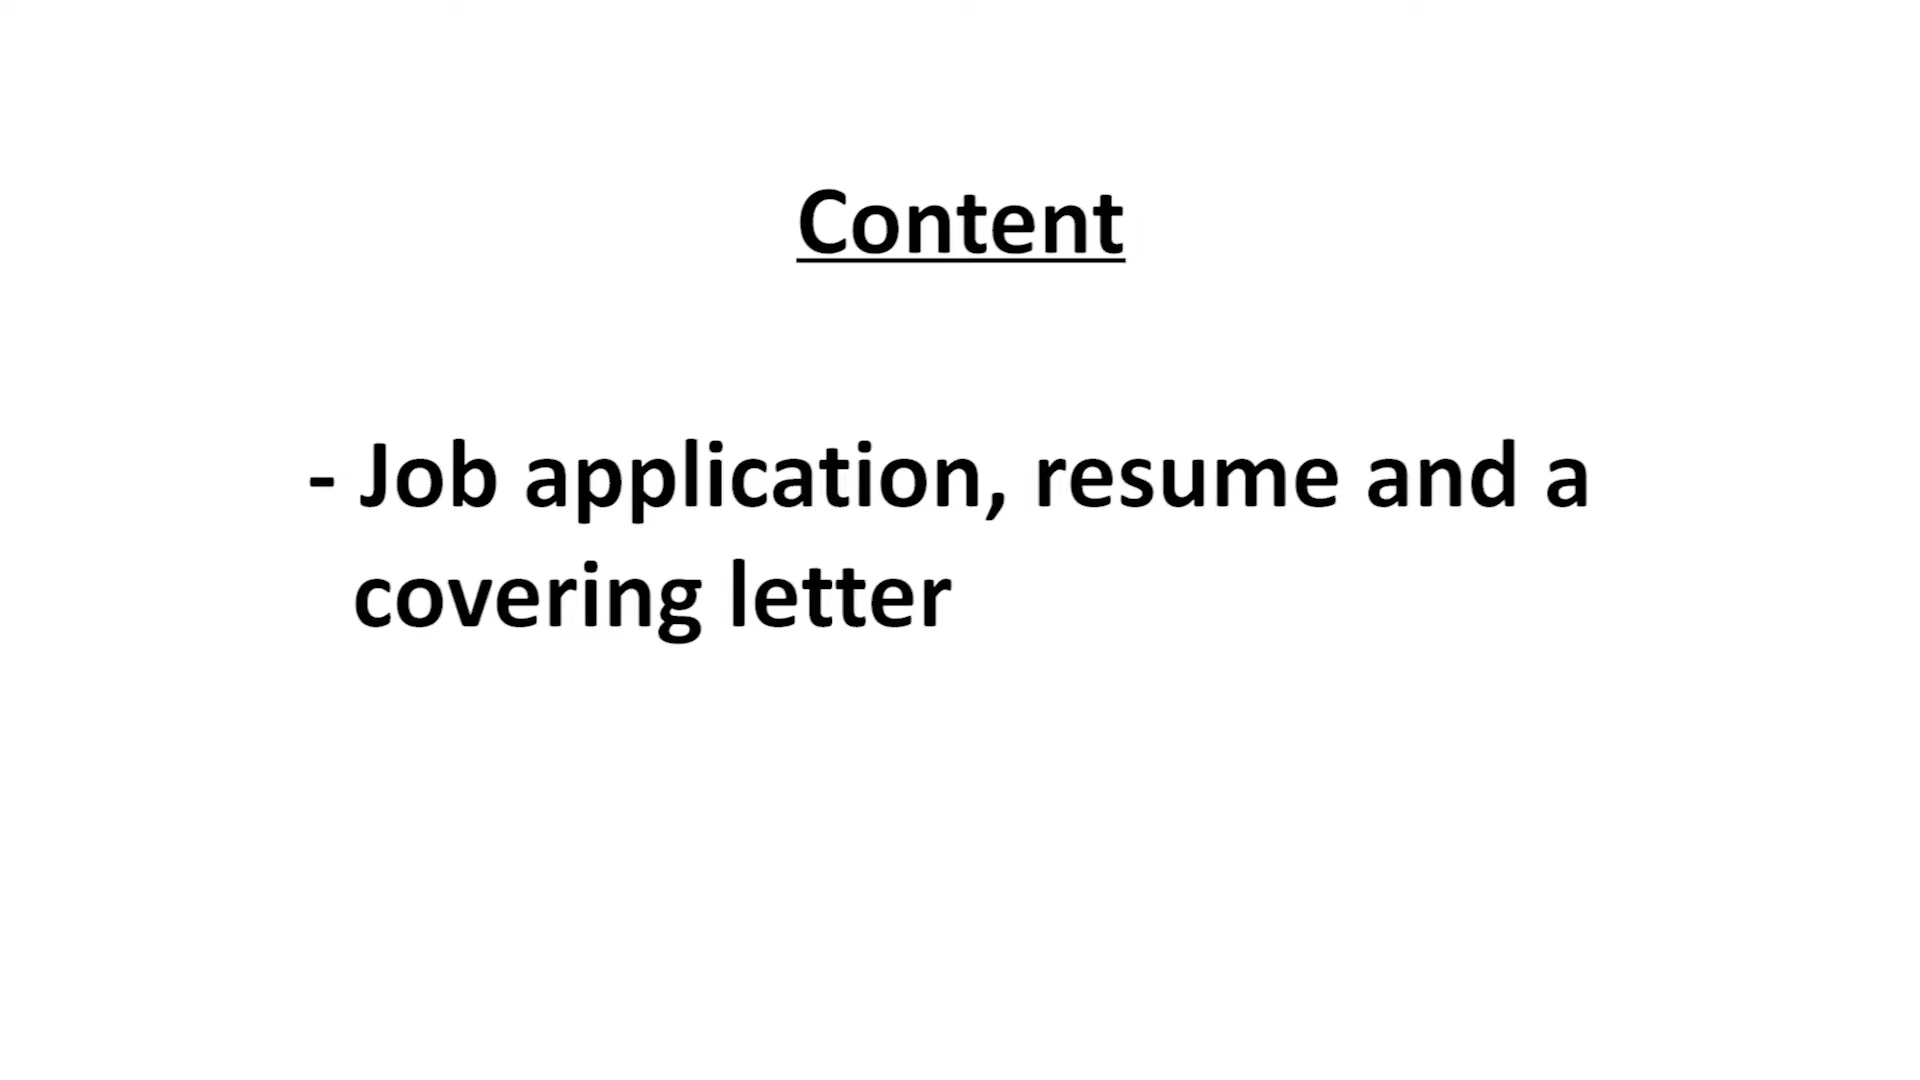 Content
- Job application, resume and a
covering letter